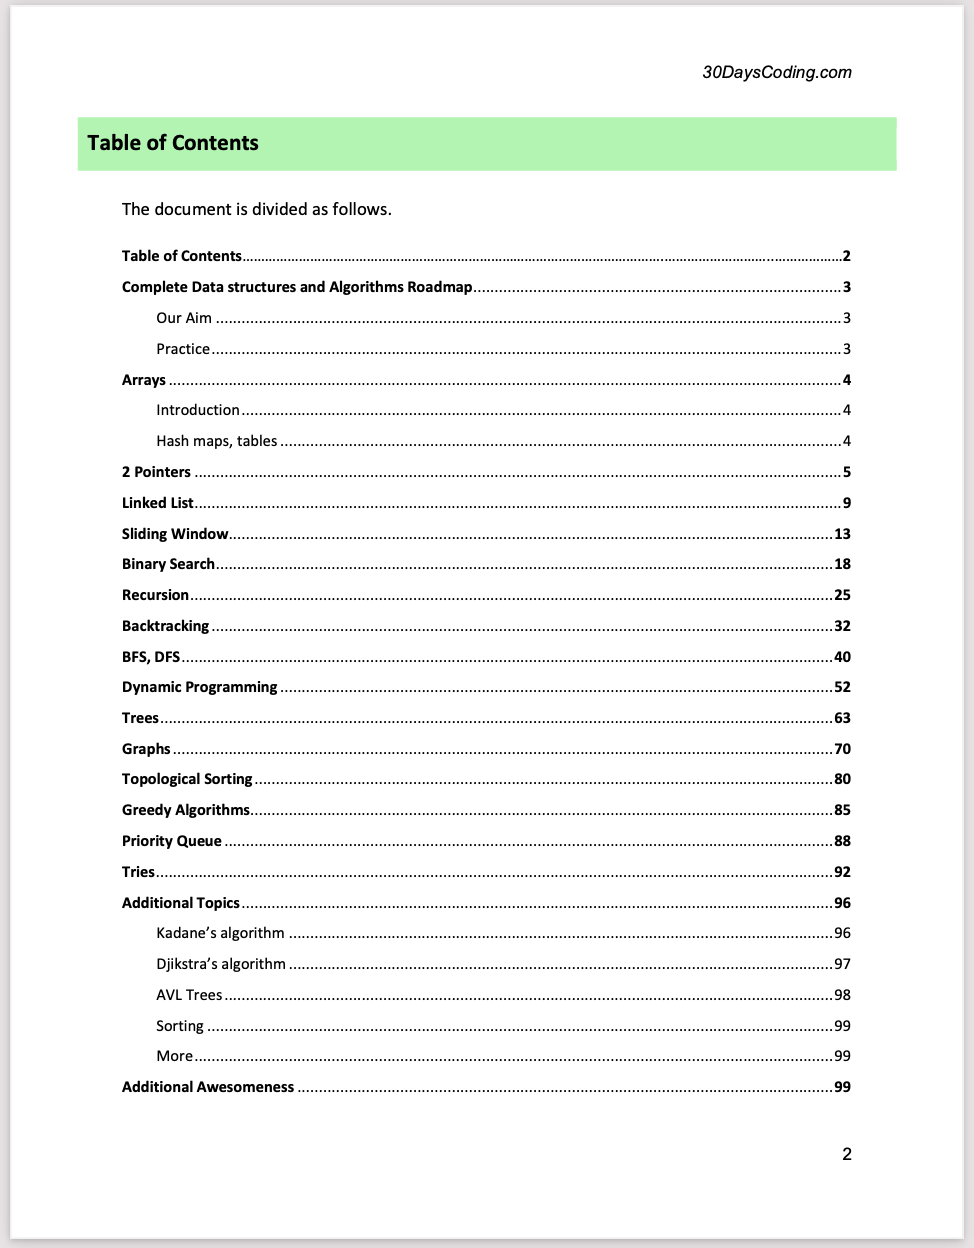 30DaysCoding.com
Table of Contents
The document is divided as follows.
Table of Contents....................2
Complete Data structures and Algorithms Roadmap....................3
Our Aim ....................3
Practice....................3
Arrays ....................4
Introduction....................4
Hash maps, tables ....................4
2 Pointers ....................5
Linked List....................9
Sliding Window....................13
Binary Search....................18
Recursion....................25
Backtracking ....................32
BFS, DFS....................40
Dynamic Programming ....................52
Trees....................63
Graphs ....................70
Topological Sorting ....................80
Greedy Algorithms....................85
Priority Queue ....................88
Tries....................92
Additional Topics ....................96
Kadane’s algorithm ....................96
Djikstra’s algorithm ....................97
AVL Trees ....................98
Sorting ....................99
More....................99
Additional Awesomeness ....................99
2